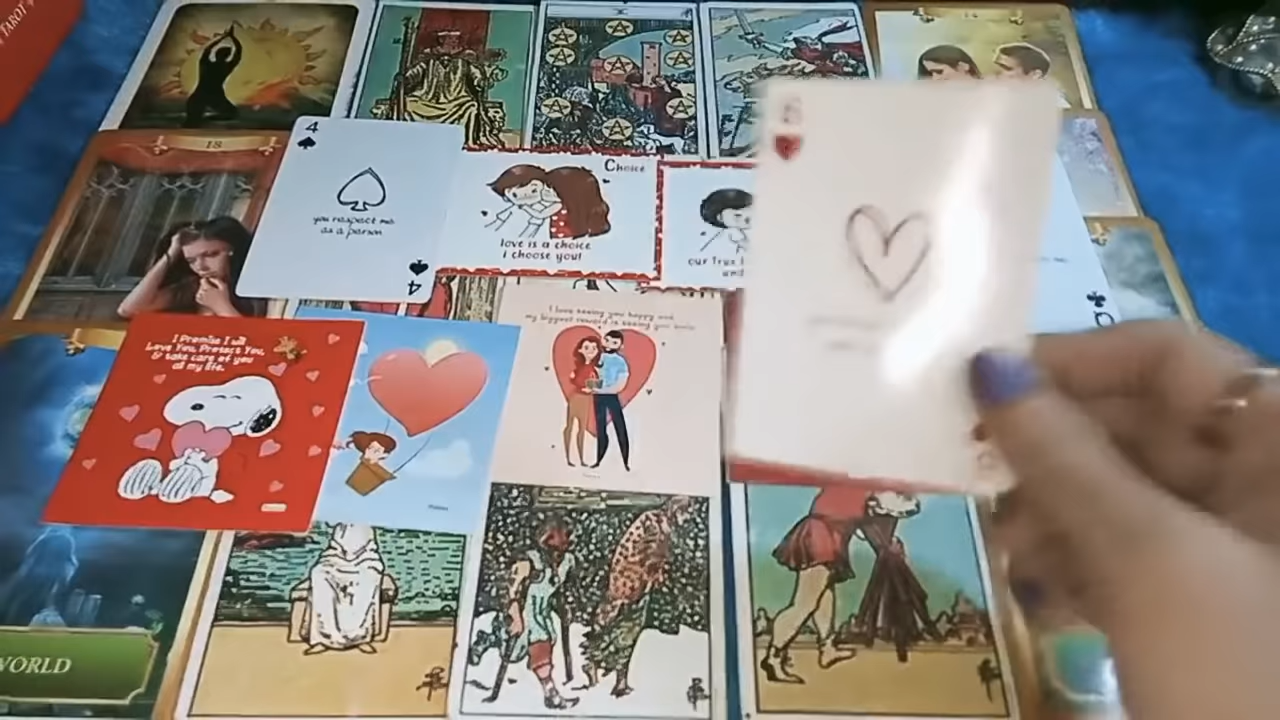 TAROT
18
4
you respect me
as a person
4
Choice
love is a choice
I choose you!
our True
I Promise I will
Love You, Protect You,
& take care of you
all my life.
I love seeing you happy and
my biggest reward is seeing you smile
WORLD